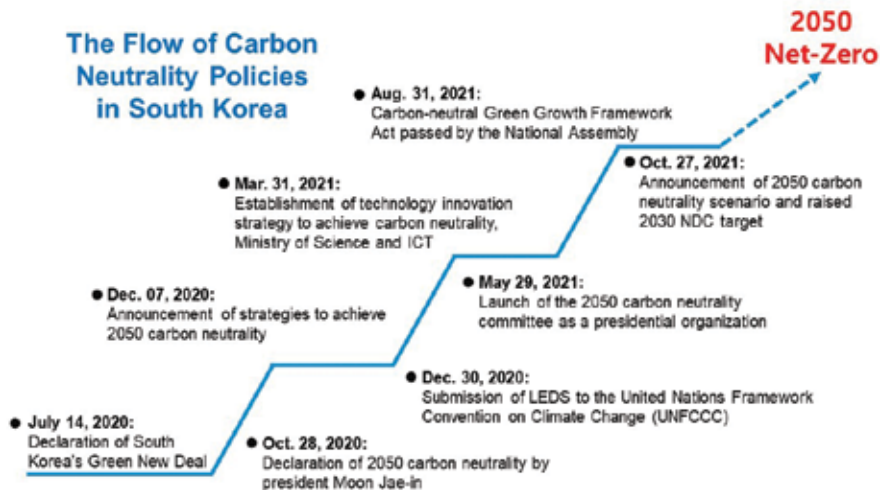 The Flow of Carbon
Neutrality Policies
in South Korea
2050
Net-Zero
Aug. 31, 2021:
Carbon-neutral Green Growth Framework
Act passed by the National Assembly
Oct. 27, 2021:
Announcement of 2050 carbon
neutrality scenario and raised
2030 NDC target
Mar. 31, 2021:
Establishment of technology innovation
strategy to achieve carbon neutrality,
Ministry of Science and ICT
May 29, 2021:
Launch of the 2050 carbon neutrality
committee as a presidential organization
Dec. 07, 2020:
Announcement of strategies to achieve
2050 carbon neutrality
Dec. 30, 2020:
Submission of LEDS to the United Nations Framework
Convention on Climate Change (UNFCCC)
July 14, 2020:
Declaration of South
Korea's Green New Deal
Oct. 28, 2020:
Declaration of 2050 carbon neutrality by
president Moon Jae-in